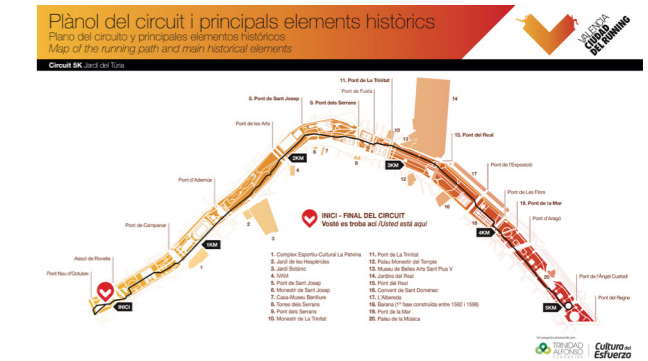 Plànol del circuit i principals elements històrics
Plano del circuito y principales elementos históricos
Map of the running path and main historical elements
VALENCIA
CIUDAD
DEL RUNNING
Circuit 5K Jardí del Túria
11. Pont de La Trinitat
Pont de Fusta
5. Pont de Sant Josep
9. Pont dels Serrans
14
10
13
15. Pont del Real
Pont de les Arts
2KM
6
7
4
8
3KM
12
17
Pont de l'Exposició
Pont d'Ademús
16
Pont de Les Flors
19. Pont de la Mar
18
Pont d'Aragó
4KM
2
3
INICI - FINAL DEL CIRCUIT
Vosté es troba ací /Usted está aquí
Pont de Campanar
1KM
1
Assut de Rovella
Pont Nou d'Octubre
INICI
20
Pont de l'Àngel Custodi
Pont del Regne
5KM
1. Complex Esportiu-Cultural La Petxina
2. Jardí de les Hespèrides
3. Jardí Botànic
4. IVAM
5. Pont de Sant Josep
6. Monestir de Sant Josep
7. Casa-Museu Benlliure
8. Torres dels Serrans
9. Pont dels Serrans
10. Monestir de La Trinitat
11. Pont de La Trinitat
12. Palau Monestir del Temple
13. Museu de Belles Arts Sant Pius V
14. Jardins del Real
15. Pont del Real
16. Convent de Sant Domènec
17. L'Albereda
18. Barana (1ª fase construïda entre 1592 i 1596)
19. Pont de la Mar
20. Palau de la Música
TRINIDAD
ALFONSO
Cultura del
Esfuerzo